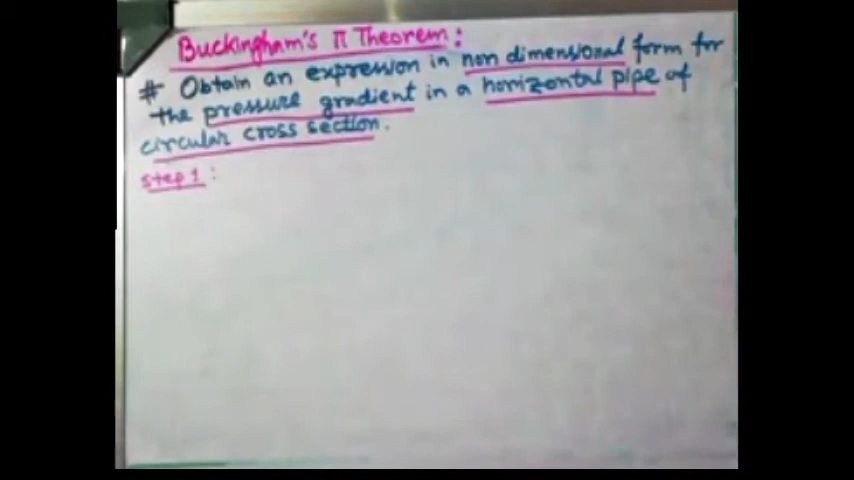 Buckingham's π Theorem:
# Obtain an expression in non dimensional form for
the pressure gradient in a horizontal pipe of
circular cross section.
step 1: